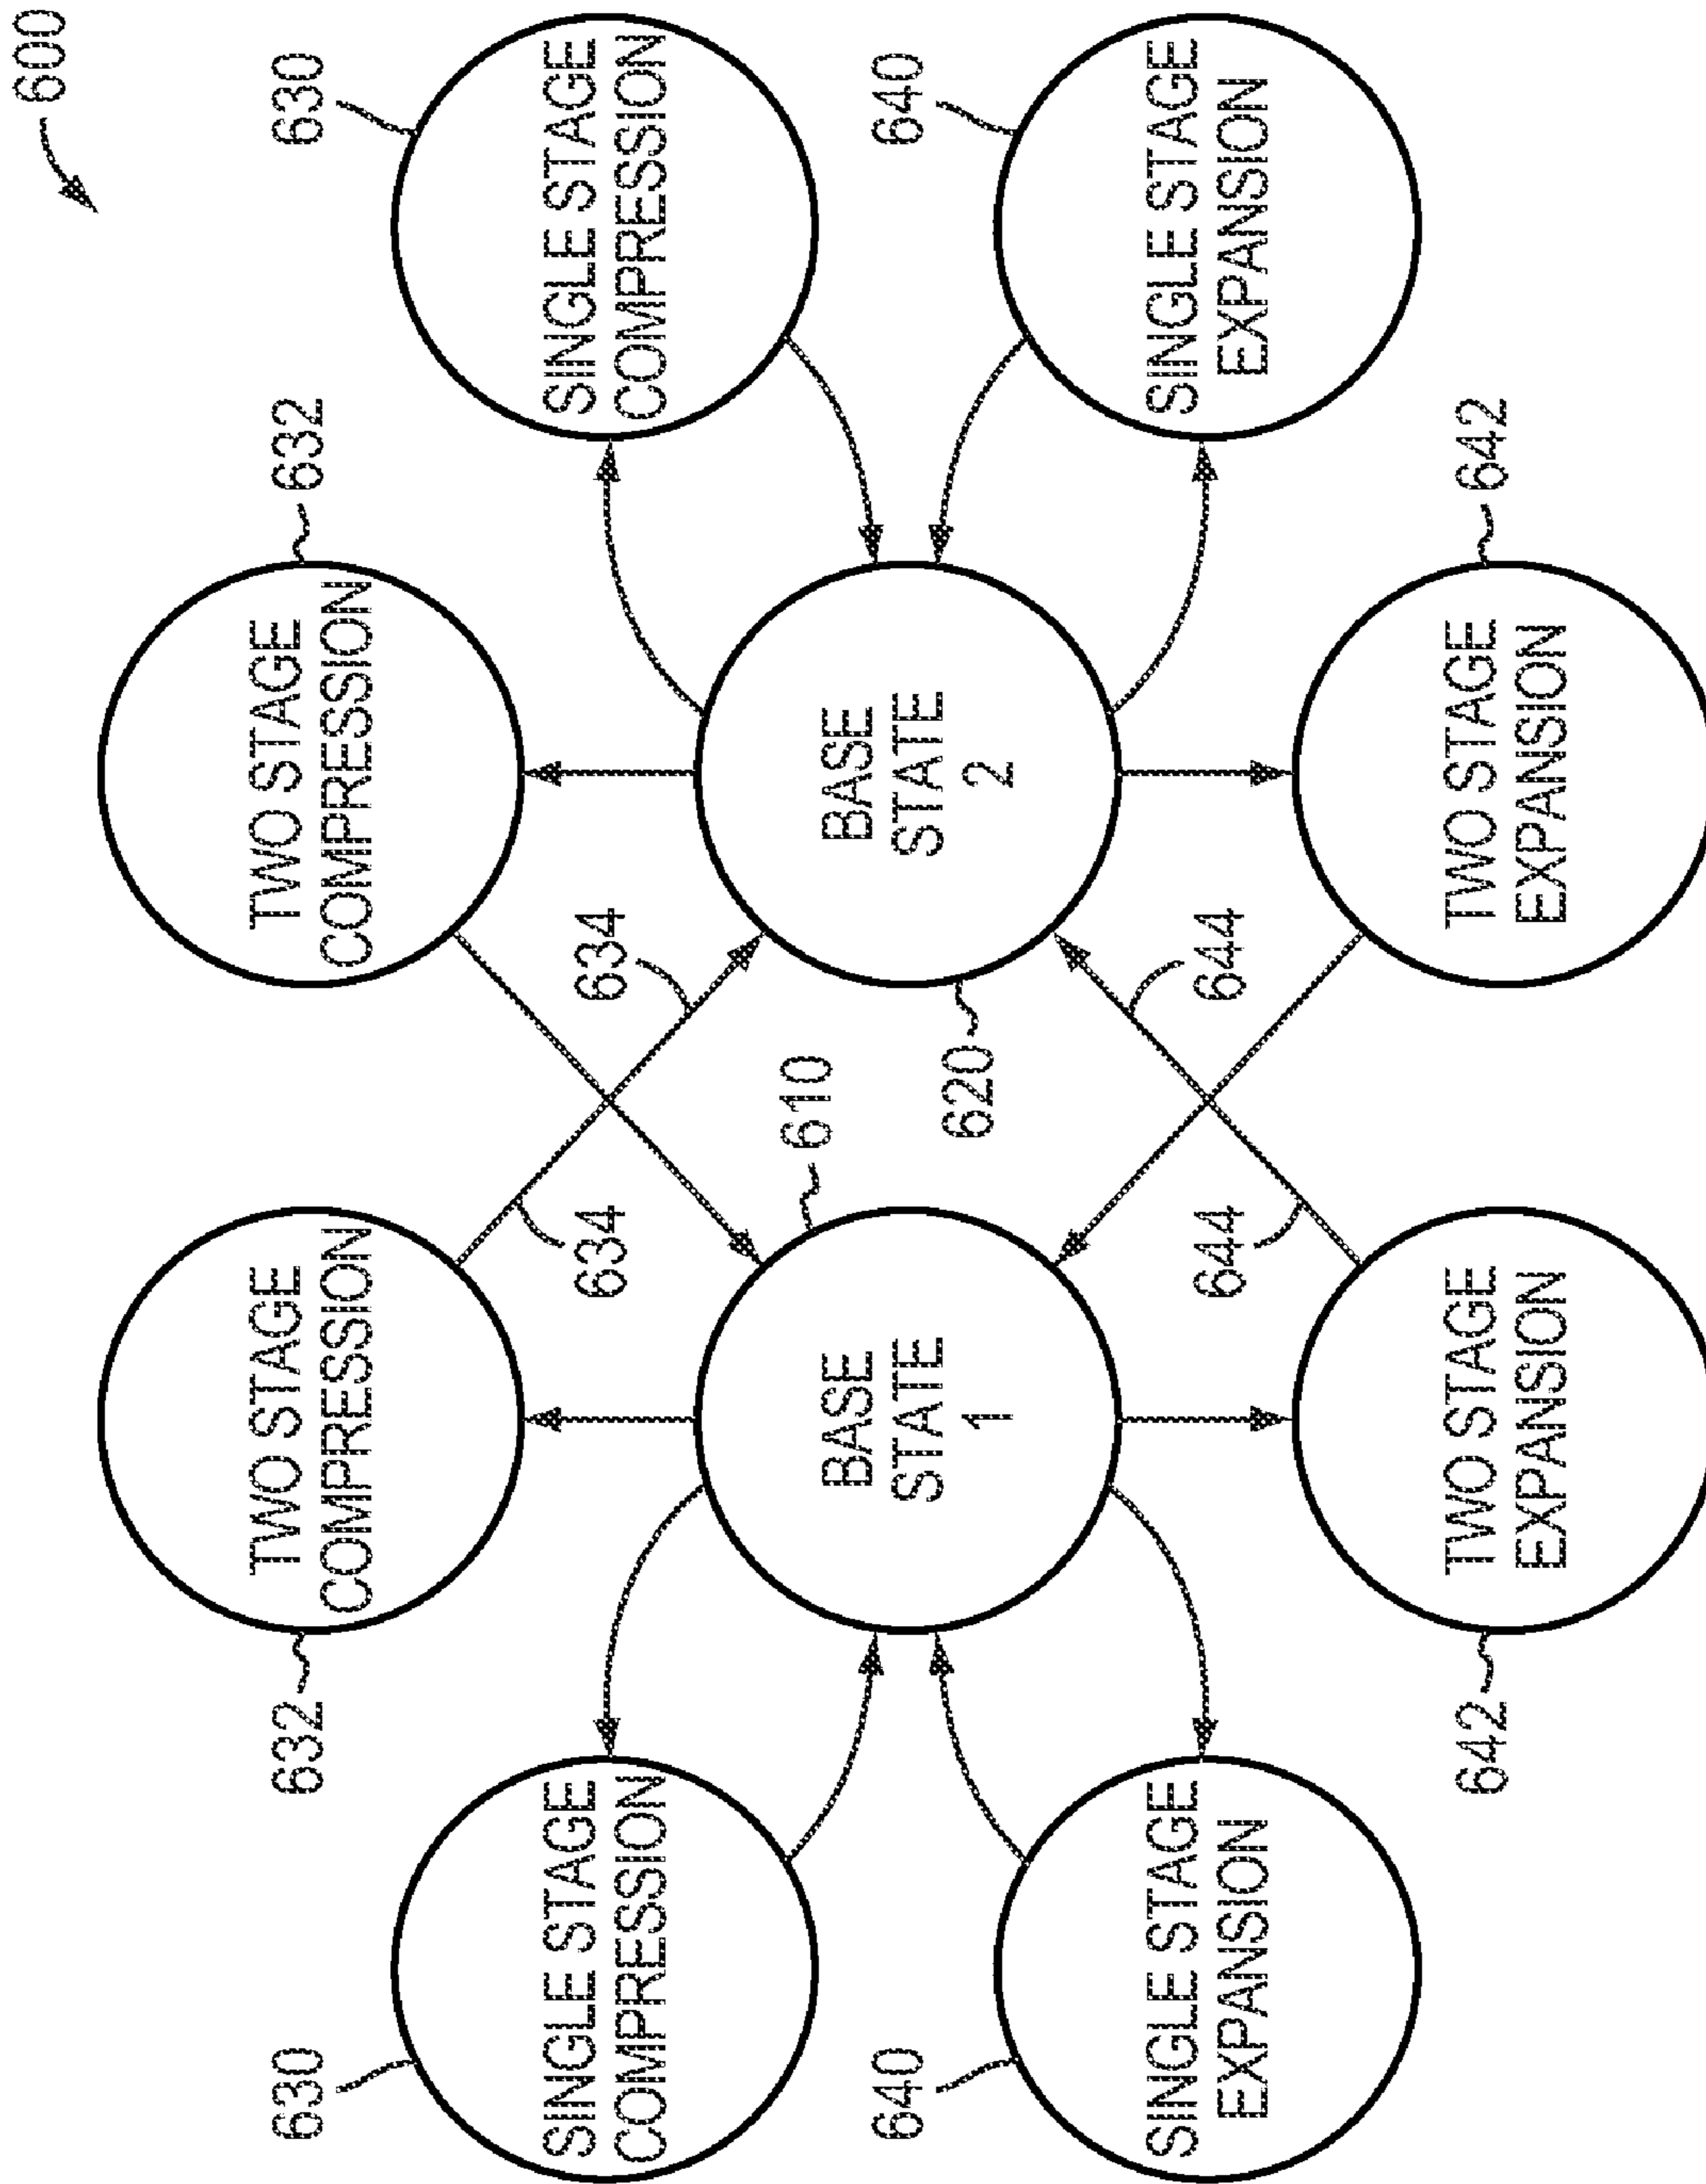 600
632
TWO STAGE
COMPRESSION
TWO STAGE
COMPRESSION
632
630
SINGLE STAGE
COMPRESSION
634
634
SINGLE STAGE
COMPRESSION
630
BASE
STATE
1
610
620
BASE
STATE
2
640
SINGLE STAGE
EXPANSION
644
644
SINGLE STAGE
EXPANSION
640
642
TWO STAGE
EXPANSION
TWO STAGE
EXPANSION
642